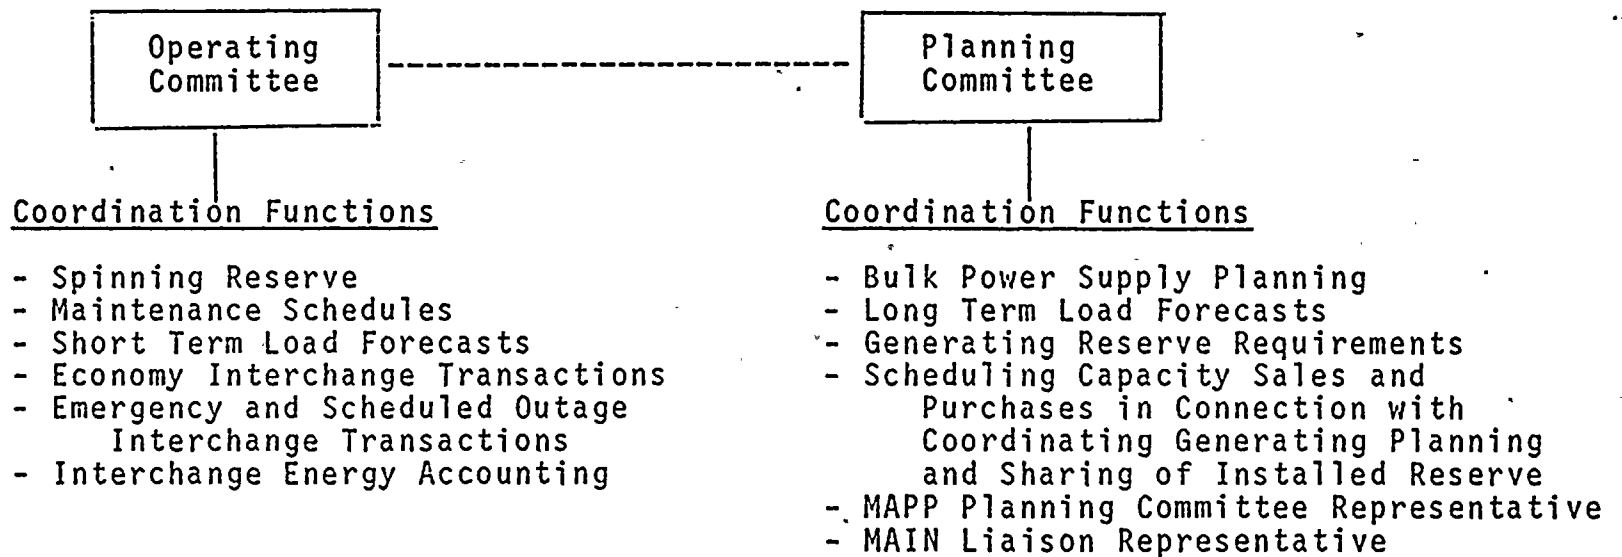 Operating
Committee
Planning
Committee
Coordination Functions
- Spinning Reserve
- Maintenance Schedules
- Short Term Load Forecasts
- Economy Interchange Transactions
- Emergency and Scheduled Outage
Interchange Transactions
- Interchange Energy Accounting
Coordination Functions
- Bulk Power Supply Planning
- Long Term Load Forecasts
- Generating Reserve Requirements
- Scheduling Capacity Sales and
Purchases in Connection with
Coordinating Generating Planning
and Sharing of Installed Reserve
- MAPP Planning Committee Representative
- MAIN Liaison Representative